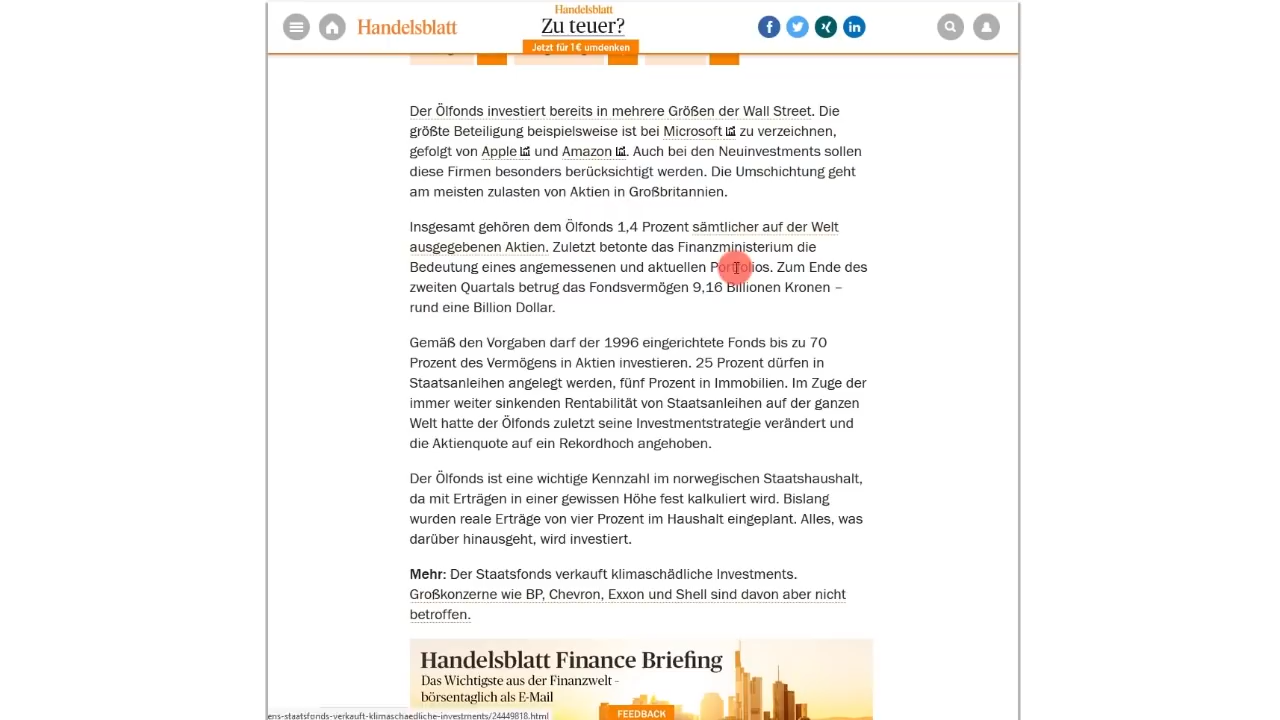 Handelsblatt
Handelsblatt
Zu teuer?
Jetzt für 1 € umdenken
Der Ölfonds investiert bereits in mehrere Größen der Wall Street. Die
größte Beteiligung beispielsweise ist bei Microsoft zu verzeichnen,
gefolgt von Apple und Amazon. Auch bei den Neuinvestments sollen
diese Firmen besonders berücksichtigt werden. Die Umschichtung geht
am meisten zulasten von Aktien in Großbritannien.
Insgesamt gehören dem Ölfonds 1,4 Prozent sämtlicher auf der Welt
ausgegebenen Aktien. Zuletzt betonte das Finanzministerium die
Bedeutung eines angemessenen und aktuellen Portfolios. Zum Ende des
zweiten Quartals betrug das Fondsvermögen 9,16 Billionen Kronen –
rund eine Billion Dollar.
Gemäß den Vorgaben darf der 1996 eingerichtete Fonds bis zu 70
Prozent des Vermögens in Aktien investieren. 25 Prozent dürfen in
Staatsanleihen angelegt werden, fünf Prozent in Immobilien. Im Zuge der
immer weiter sinkenden Rentabilität von Staatsanleihen auf der ganzen
Welt hatte der Ölfonds zuletzt seine Investmentstrategie verändert und
die Aktienquote auf ein Rekordhoch angehoben.
Der Ölfonds ist eine wichtige Kennzahl im norwegischen Staatshaushalt,
da mit Erträgen in einer gewissen Höhe fest kalkuliert wird. Bislang
wurden reale Erträge von vier Prozent im Haushalt eingeplant. Alles, was
darüber hinausgeht, wird investiert.
Mehr: Der Staatsfonds verkauft klimaschädliche Investments.
Großkonzerne wie BP, Chevron, Exxon und Shell sind davon aber nicht
betroffen.
Handelsblatt Finance Briefing
Das Wichtigste aus der Finanzwelt -
börsentäglich als E-Mail
FEEDBACK
ens-staatsfonds-verkauft-klimaschaedliche-investments/24449818.html